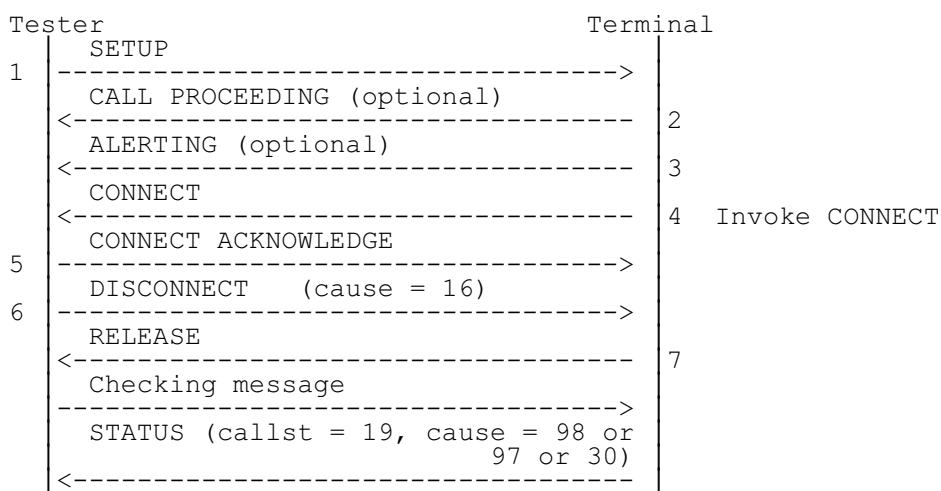 Tester Terminal
SETUP
1 ----------------------------------->
CALL PROCEEDING (optional)
<----------------------------------- 2
ALERTING (optional)
<----------------------------------- 3
CONNECT
<----------------------------------- 4 Invoke CONNECT
CONNECT ACKNOWLEDGE
5 ----------------------------------->
DISCONNECT (cause = 16)
6 ----------------------------------->
RELEASE
<----------------------------------- 7
Checking message
----------------------------------->
STATUS (callst = 19, cause = 98 or
97 or 30)
<-----------------------------------